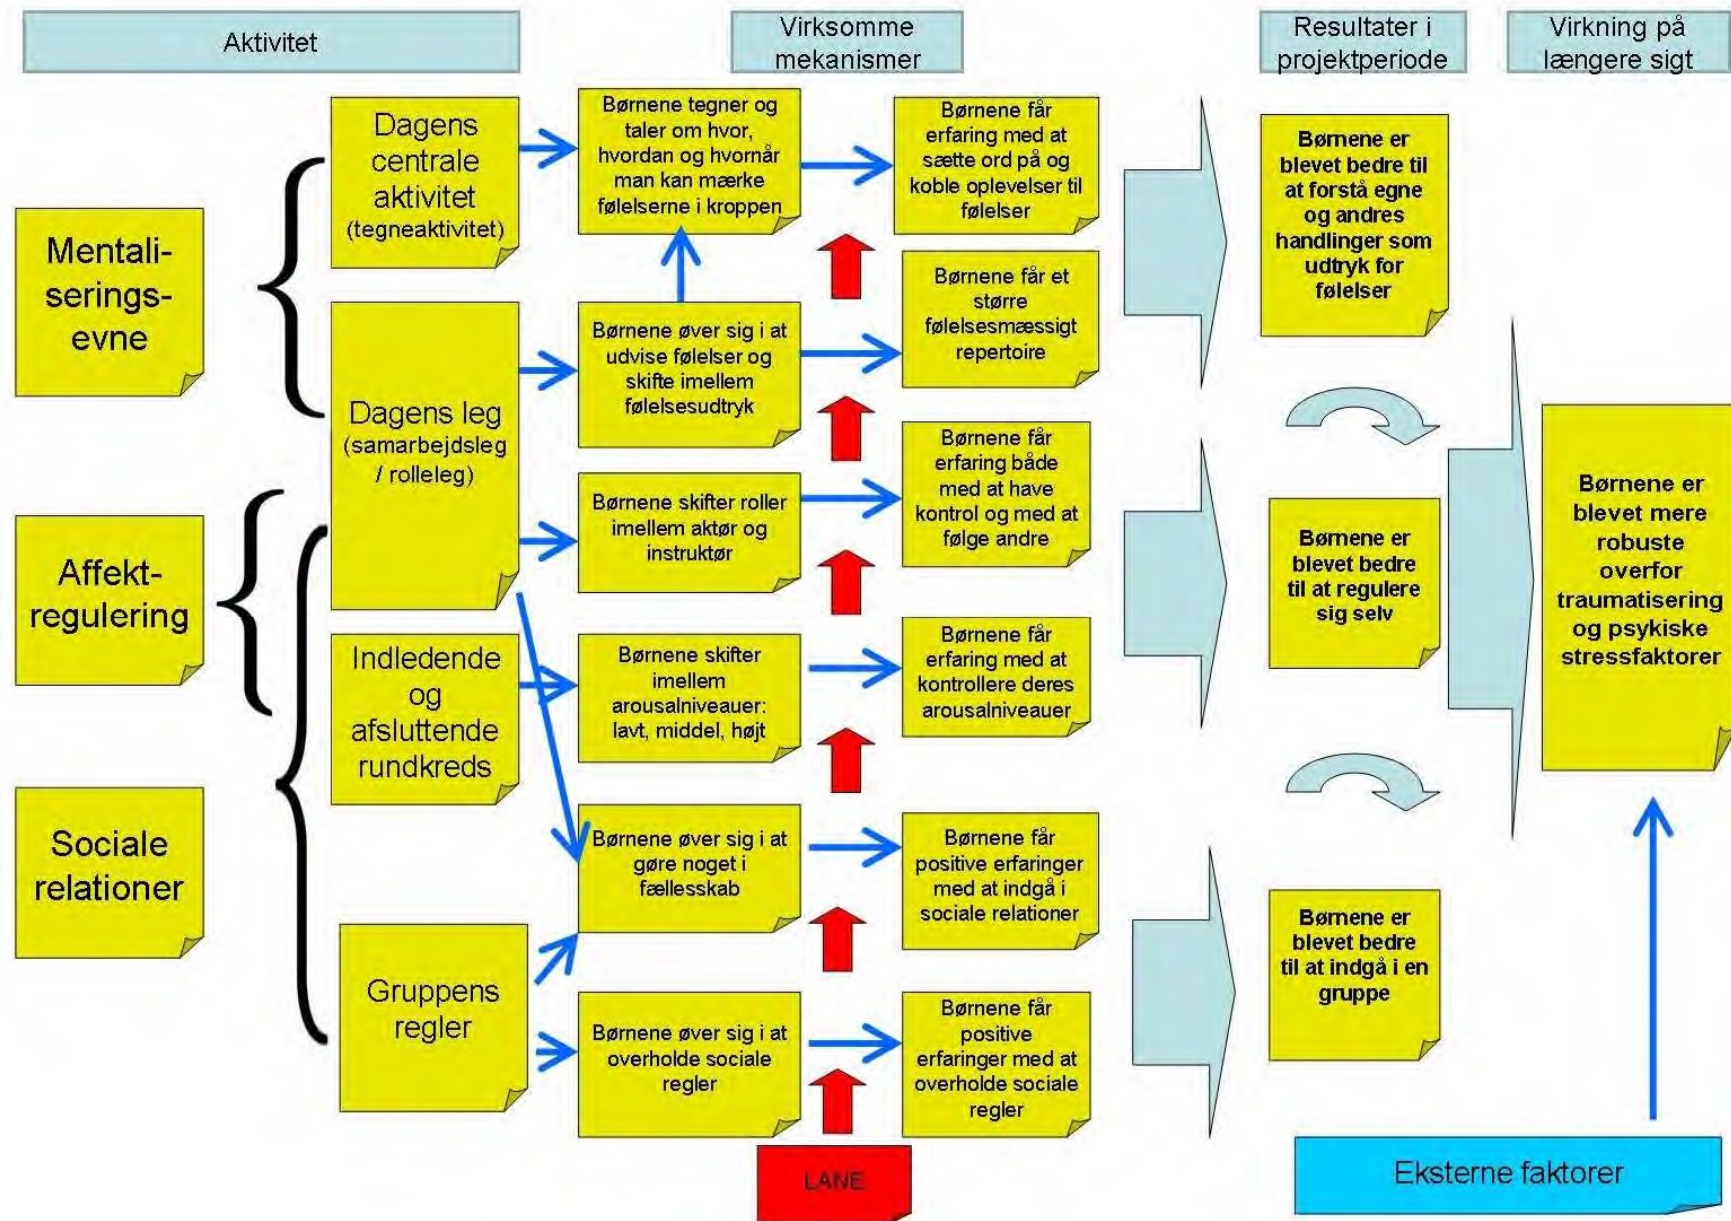 Aktivitet
Virksomme
mekanismer
Resultater i
projektperiode
Virkning på
længere sigt
Mentali-
serings-
evne
Affekt-
regulering
Sociale
relationer
Dagens
centrale
aktivitet
(tegneaktivitet)
Dagens leg
(samarbejdsleg
/ rolleleg)
Indledende
og
afsluttende
rundkreds
Gruppens
regler
Børnene tegner og
taler om hvor,
hvordan og hvornår
man kan mærke
følelserne i kroppen
Børnene øver sig i at
udvise følelser og
skifte imellem
følelsesudtryk
Børnene skifter roller
imellem aktør og
instruktør
Børnene skifter
imellem
arousalniveauer:
lavt, middel, højt
Børnene øver sig i at
gøre noget i
fællesskab
Børnene øver sig i at
overholde sociale
regler
Børnene får
erfaring med at
sætte ord på og
koble oplevelser til
følelser
Børnene får et
større
følelsesmæssigt
repertoire
Børnene får
erfaring både
med at have
kontrol og med at
følge andre
Børnene får
erfaring med at
kontrollere deres
arousalniveauer
Børnene får
positive erfaringer
med at indgå i
sociale relationer
Børnene får
positive
erfaringer med at
overholde sociale
regler
LANE
Børnene er
blevet bedre til
at forstå egne
og andres
handlinger som
udtryk for
følelser
Børnene er
blevet bedre
til at regulere
sig selv
Børnene er
blevet bedre
til at indgå i en
gruppe
Børnene er
blevet mere
robuste
overfor
traumatisering
og psykiske
stressfaktorer
Eksterne faktorer